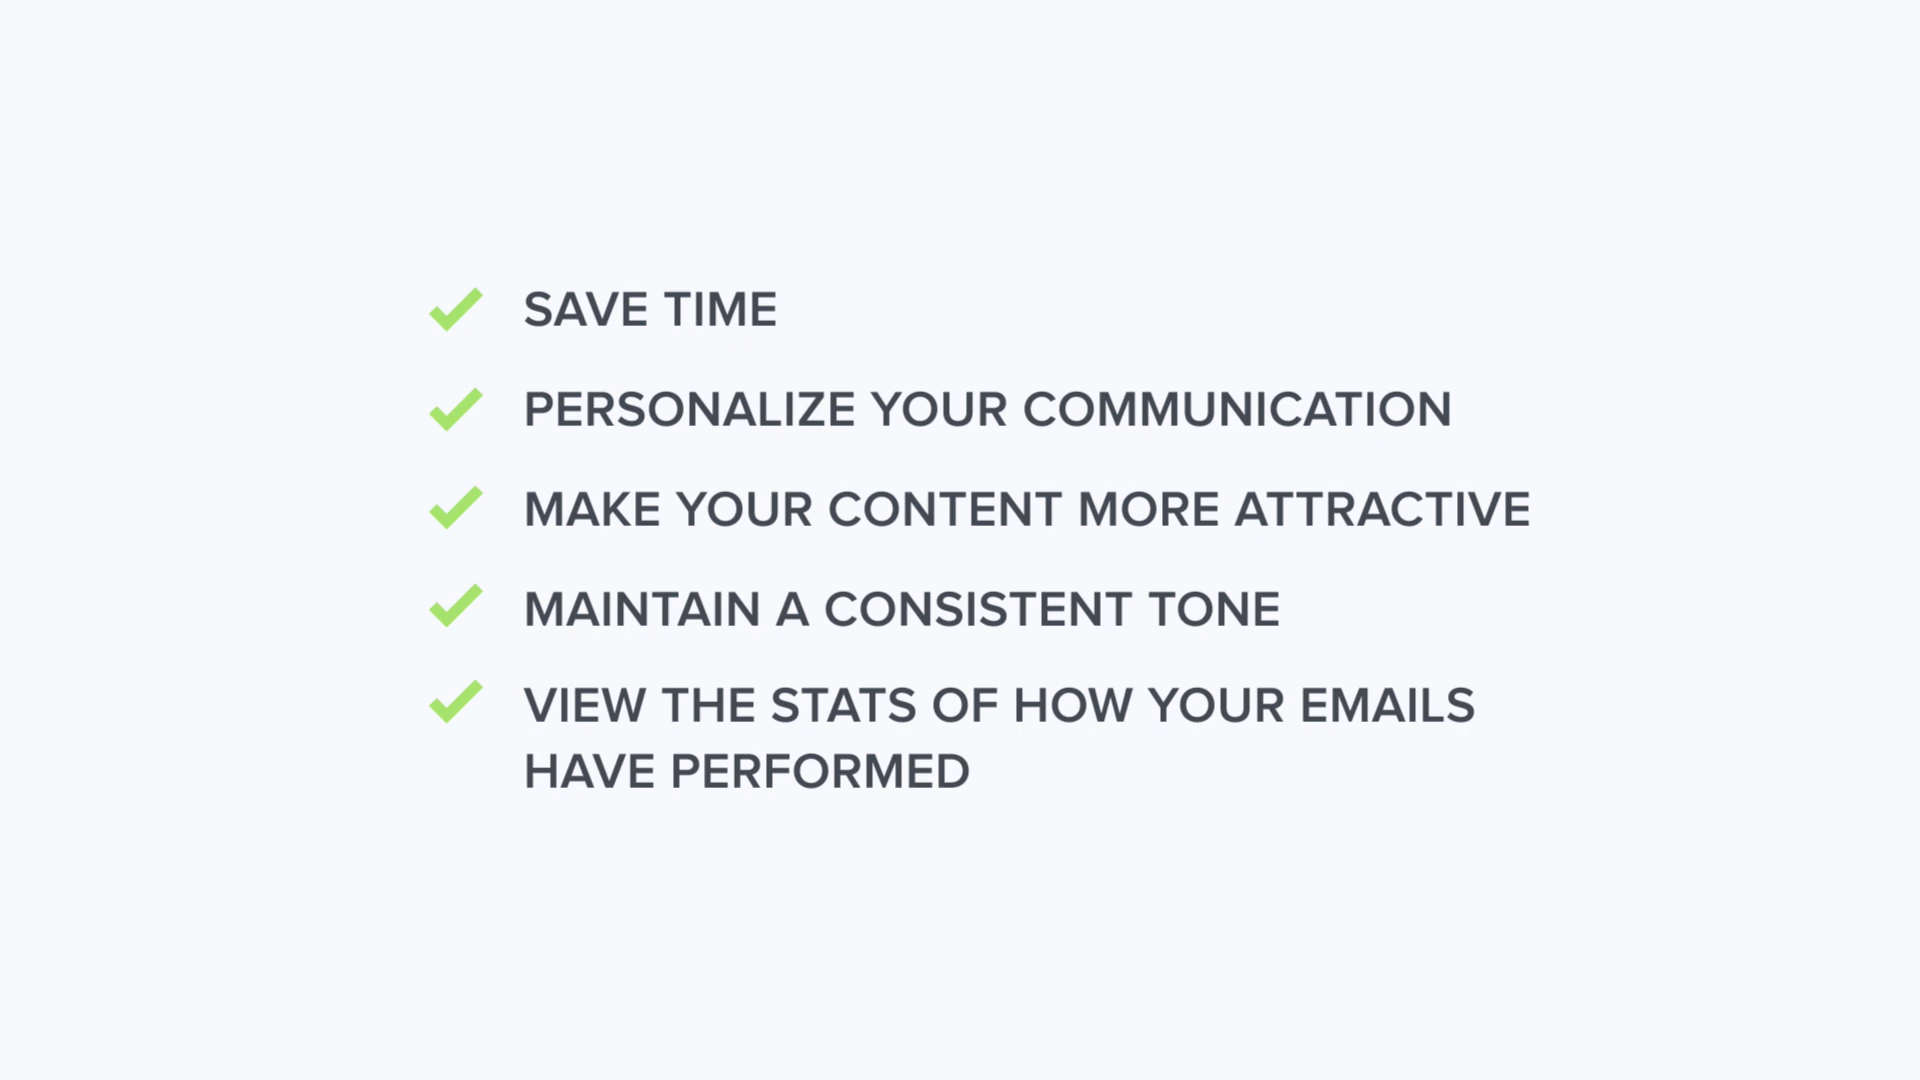 SAVE TIME
PERSONALIZE YOUR COMMUNICATION
MAKE YOUR CONTENT MORE ATTRACTIVE
MAINTAIN A CONSISTENT TONE
VIEW THE STATS OF HOW YOUR EMAILS
HAVE PERFORMED